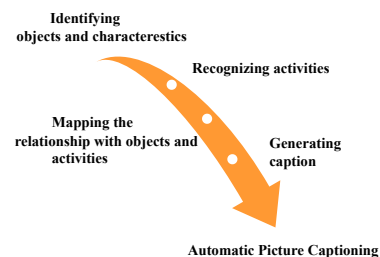 Identifying
objects and characterestics
Recognizing activities
Mapping the
relationship with objects and
activities
Generating
caption
Automatic Picture Captioning